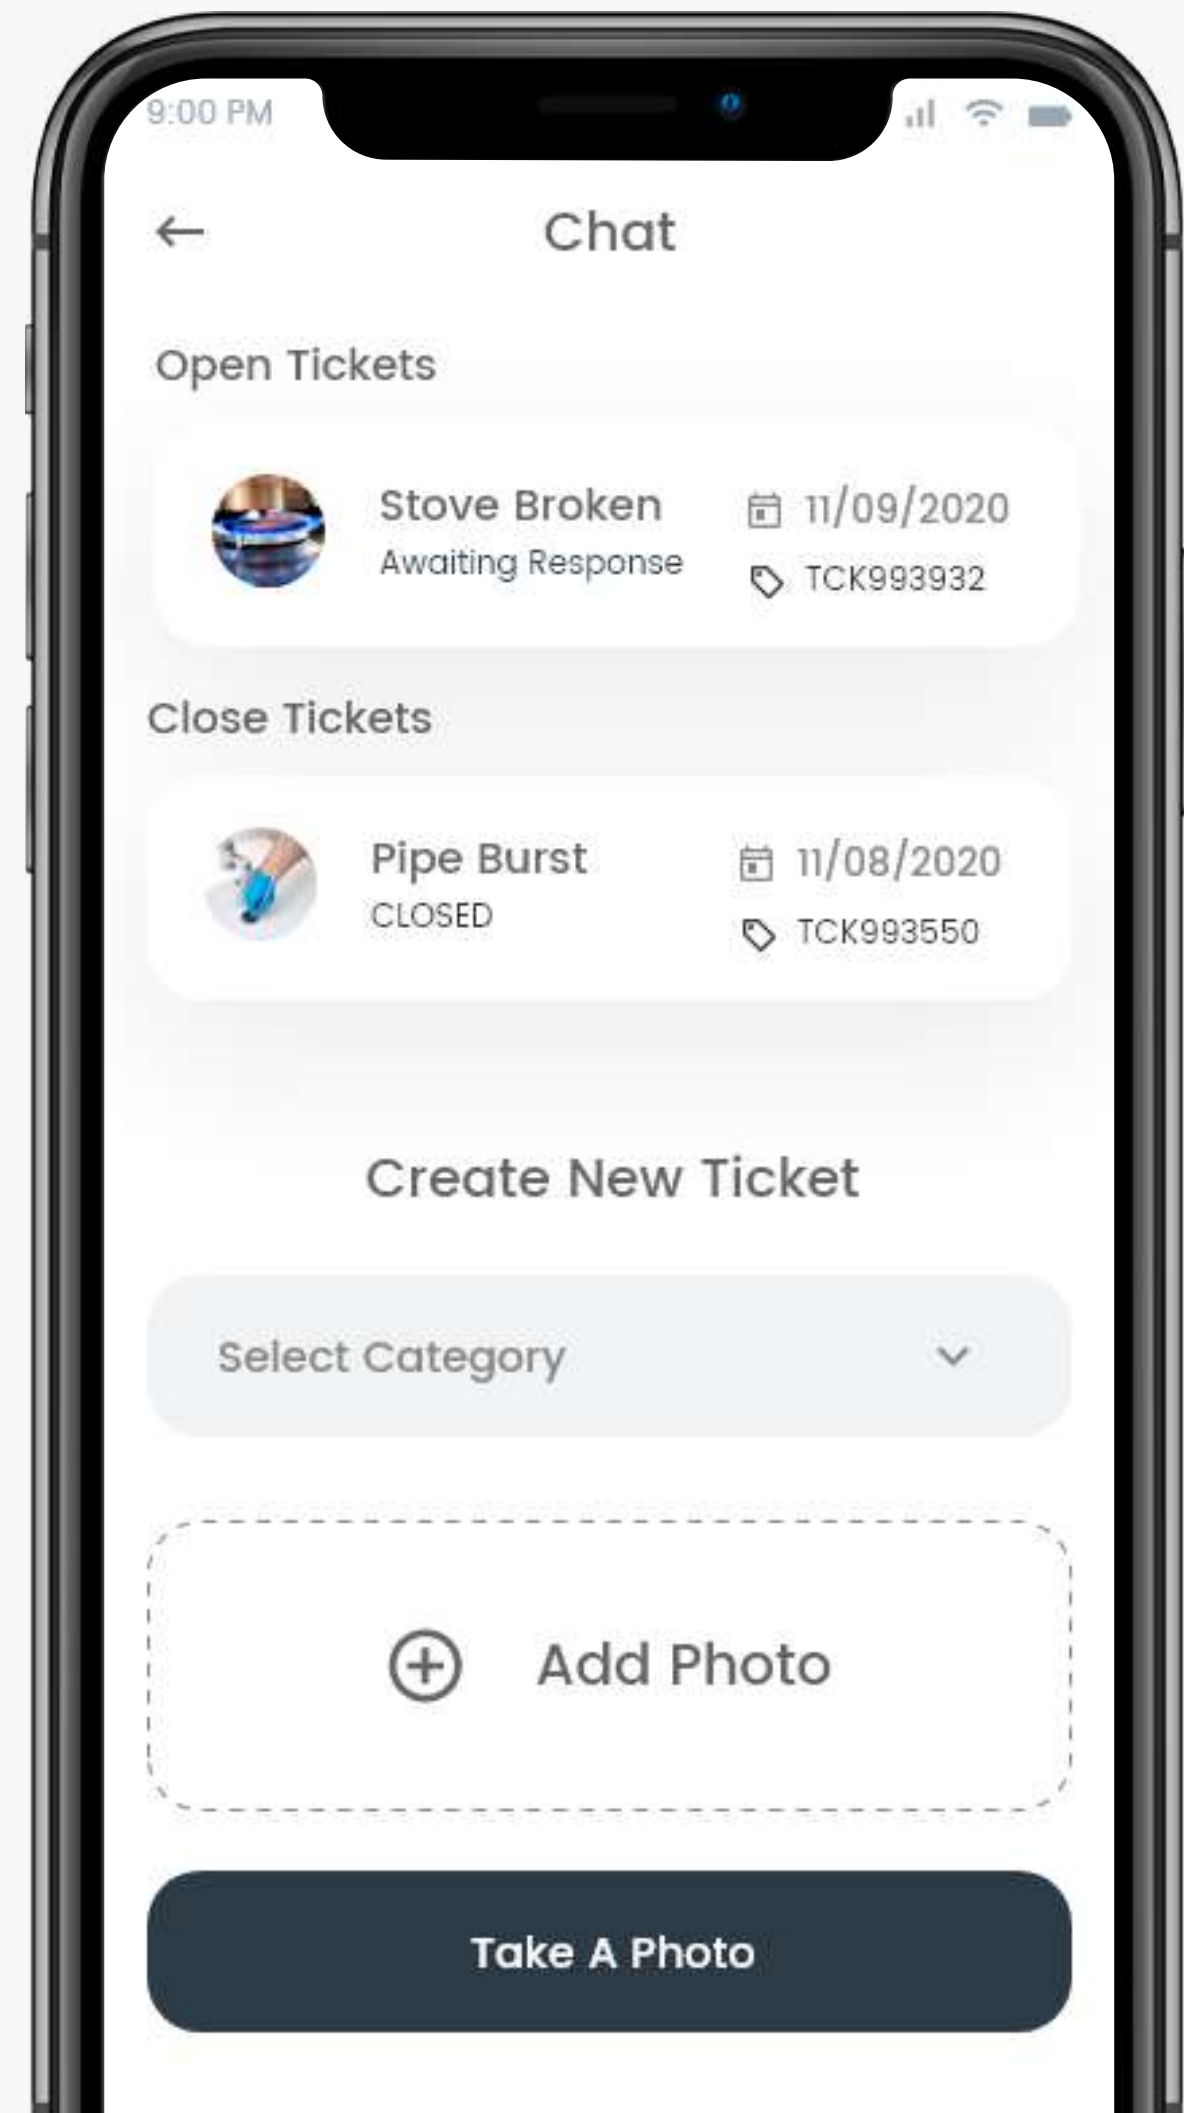 9:00 PM
Chat
Open Tickets
Stove Broken
11/09/2020
Awaiting Response
TCK993932
Close Tickets
Pipe Burst
11/08/2020
CLOSED
TCK993550
Create New Ticket
Select Category
Add Photo
Take A Photo